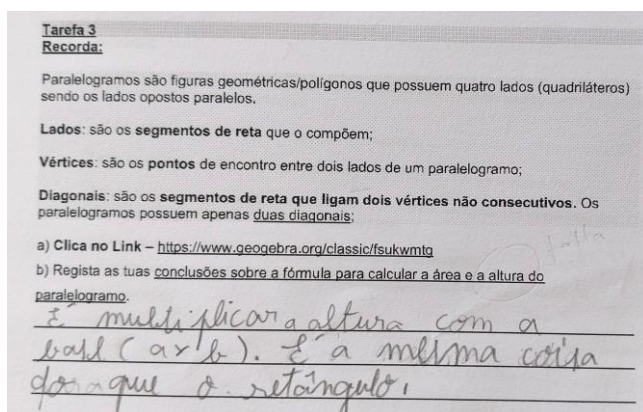 Tarefa 3
Recorda:
Paralelogramos são figuras geométricas/polígonos que possuem quatro lados (quadriláteros)
sendo os lados opostos paralelos.
Lados: são os segmentos de reta que o compõem;
Vértices: são os pontos de encontro entre dois lados de um paralelogramo;
Diagonais: são os segmentos de reta que ligam dois vértices não consecutivos. Os
paralelogramos possuem apenas duas diagonais;
a) Clica no Link – https://www.geogebra.org/classic/fsukwmtg
b) Regista as tuas conclusões sobre a fórmula para calcular a área e a altura do
paralelogramo.
É multiplicar a altura com a
base (a x b). É a mesma coisa
que o retângulo.